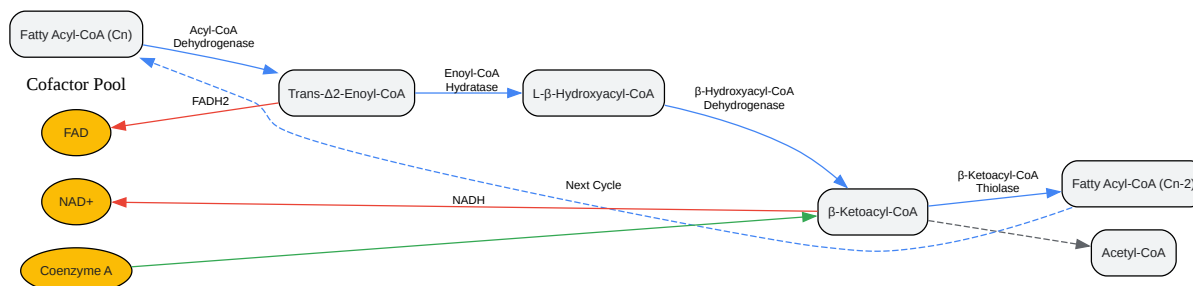 Fatty Acyl-CoA (Cn)
Acyl-CoA
Dehydrogenase
Cofactor Pool
FADH2
Trans-Δ2-Enoyl-CoA
Enoyl-CoA
Hydratase
L-β-Hydroxyacyl-CoA
β-Hydroxyacyl-CoA
Dehydrogenase
FAD
Next Cycle
β-Ketoacyl-CoA
Thiolase
Fatty Acyl-CoA (Cn-2)
NAD+
NADH
β-Ketoacyl-CoA
Acetyl-CoA
Coenzyme A